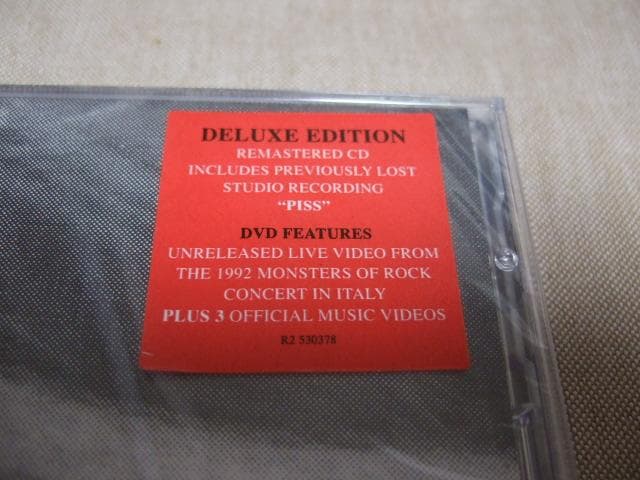 DELUXE EDITION
REMASTERED CD
INCLUDES PREVIOUSLY LOST
STUDIO RECORDING
“PISS”
DVD FEATURES
UNRELEASED LIVE VIDEO FROM
THE 1992 MONSTERS OF ROCK
CONCERT IN ITALY
PLUS 3 OFFICIAL MUSIC VIDEOS
R2 530378